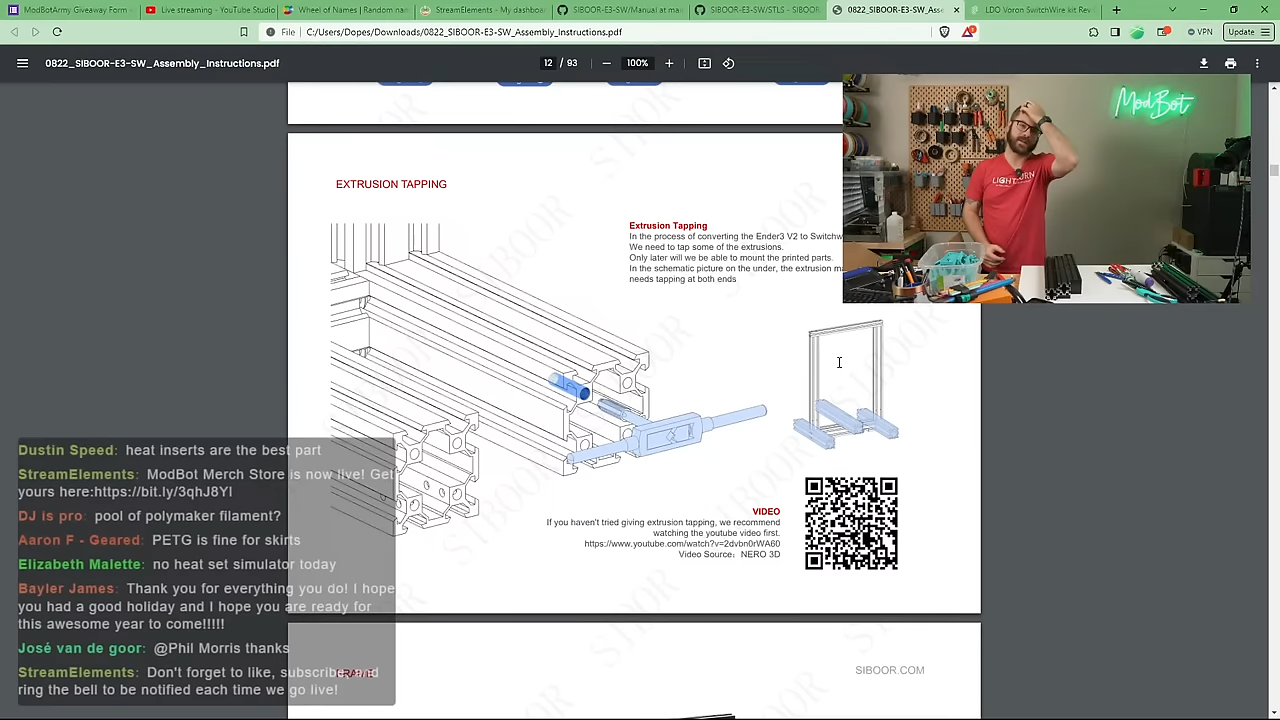 ModBotArmy Giveaway Form -
Live streaming - YouTube Studio
Wheel of Names | Random nam
StreamElements - My dashboar
SIBOOR-E3-SW/Manual at mai
SIBOOR-E3-SW/STLS - SIBOOR
0822_SIBOOR-E3-SW_Asse
LDO Voron SwitchWire kit Rev
File
C:/Users/Dopes/Downloads/0822_SIBOOR-E3-SW_Assembly_Instructions.pdf
VPN
Update
0822_SIBOOR-E3-SW_Assembly_Instructions.pdf
12 / 93
100%
ModBot
LIGHTBURN
EXTRUSION TAPPING
Extrusion Tapping
In the process of converting the Ender3 V2 to Switchw
We need to tap some of the extrusions.
Only later will we be able to mount the printed parts.
In the schematic picture on the under, the extrusion ma
needs tapping at both ends
VIDEO
If you haven't tried giving extrusion tapping, we recommend
watching the youtube video first.
https://www.youtube.com/watch?v=2dvbn0rWA60
Video Source: NERO 3D
SIBOOR
Dustin Speed: heat inserts are the best part
StreamElements: ModBot Merch Store is now live! Get
yours here:https://bit.ly/3qhJ8YI
DJ is pro: pool of polymaker filament?
Aaron F - Geared: PETG is fine for skirts
Elizabeth Malette: no heat set simulator today
Bayler James: Thank you for everything you do! I hope
you had a good holiday and I hope you are ready for
this awesome year to come!!!!!
José van de goor: @Phil Morris thanks
StreamElements: Don't forget to like, subscribe and
ring the bell to be notified each time we go live!
FRAME
SIBOOR.COM